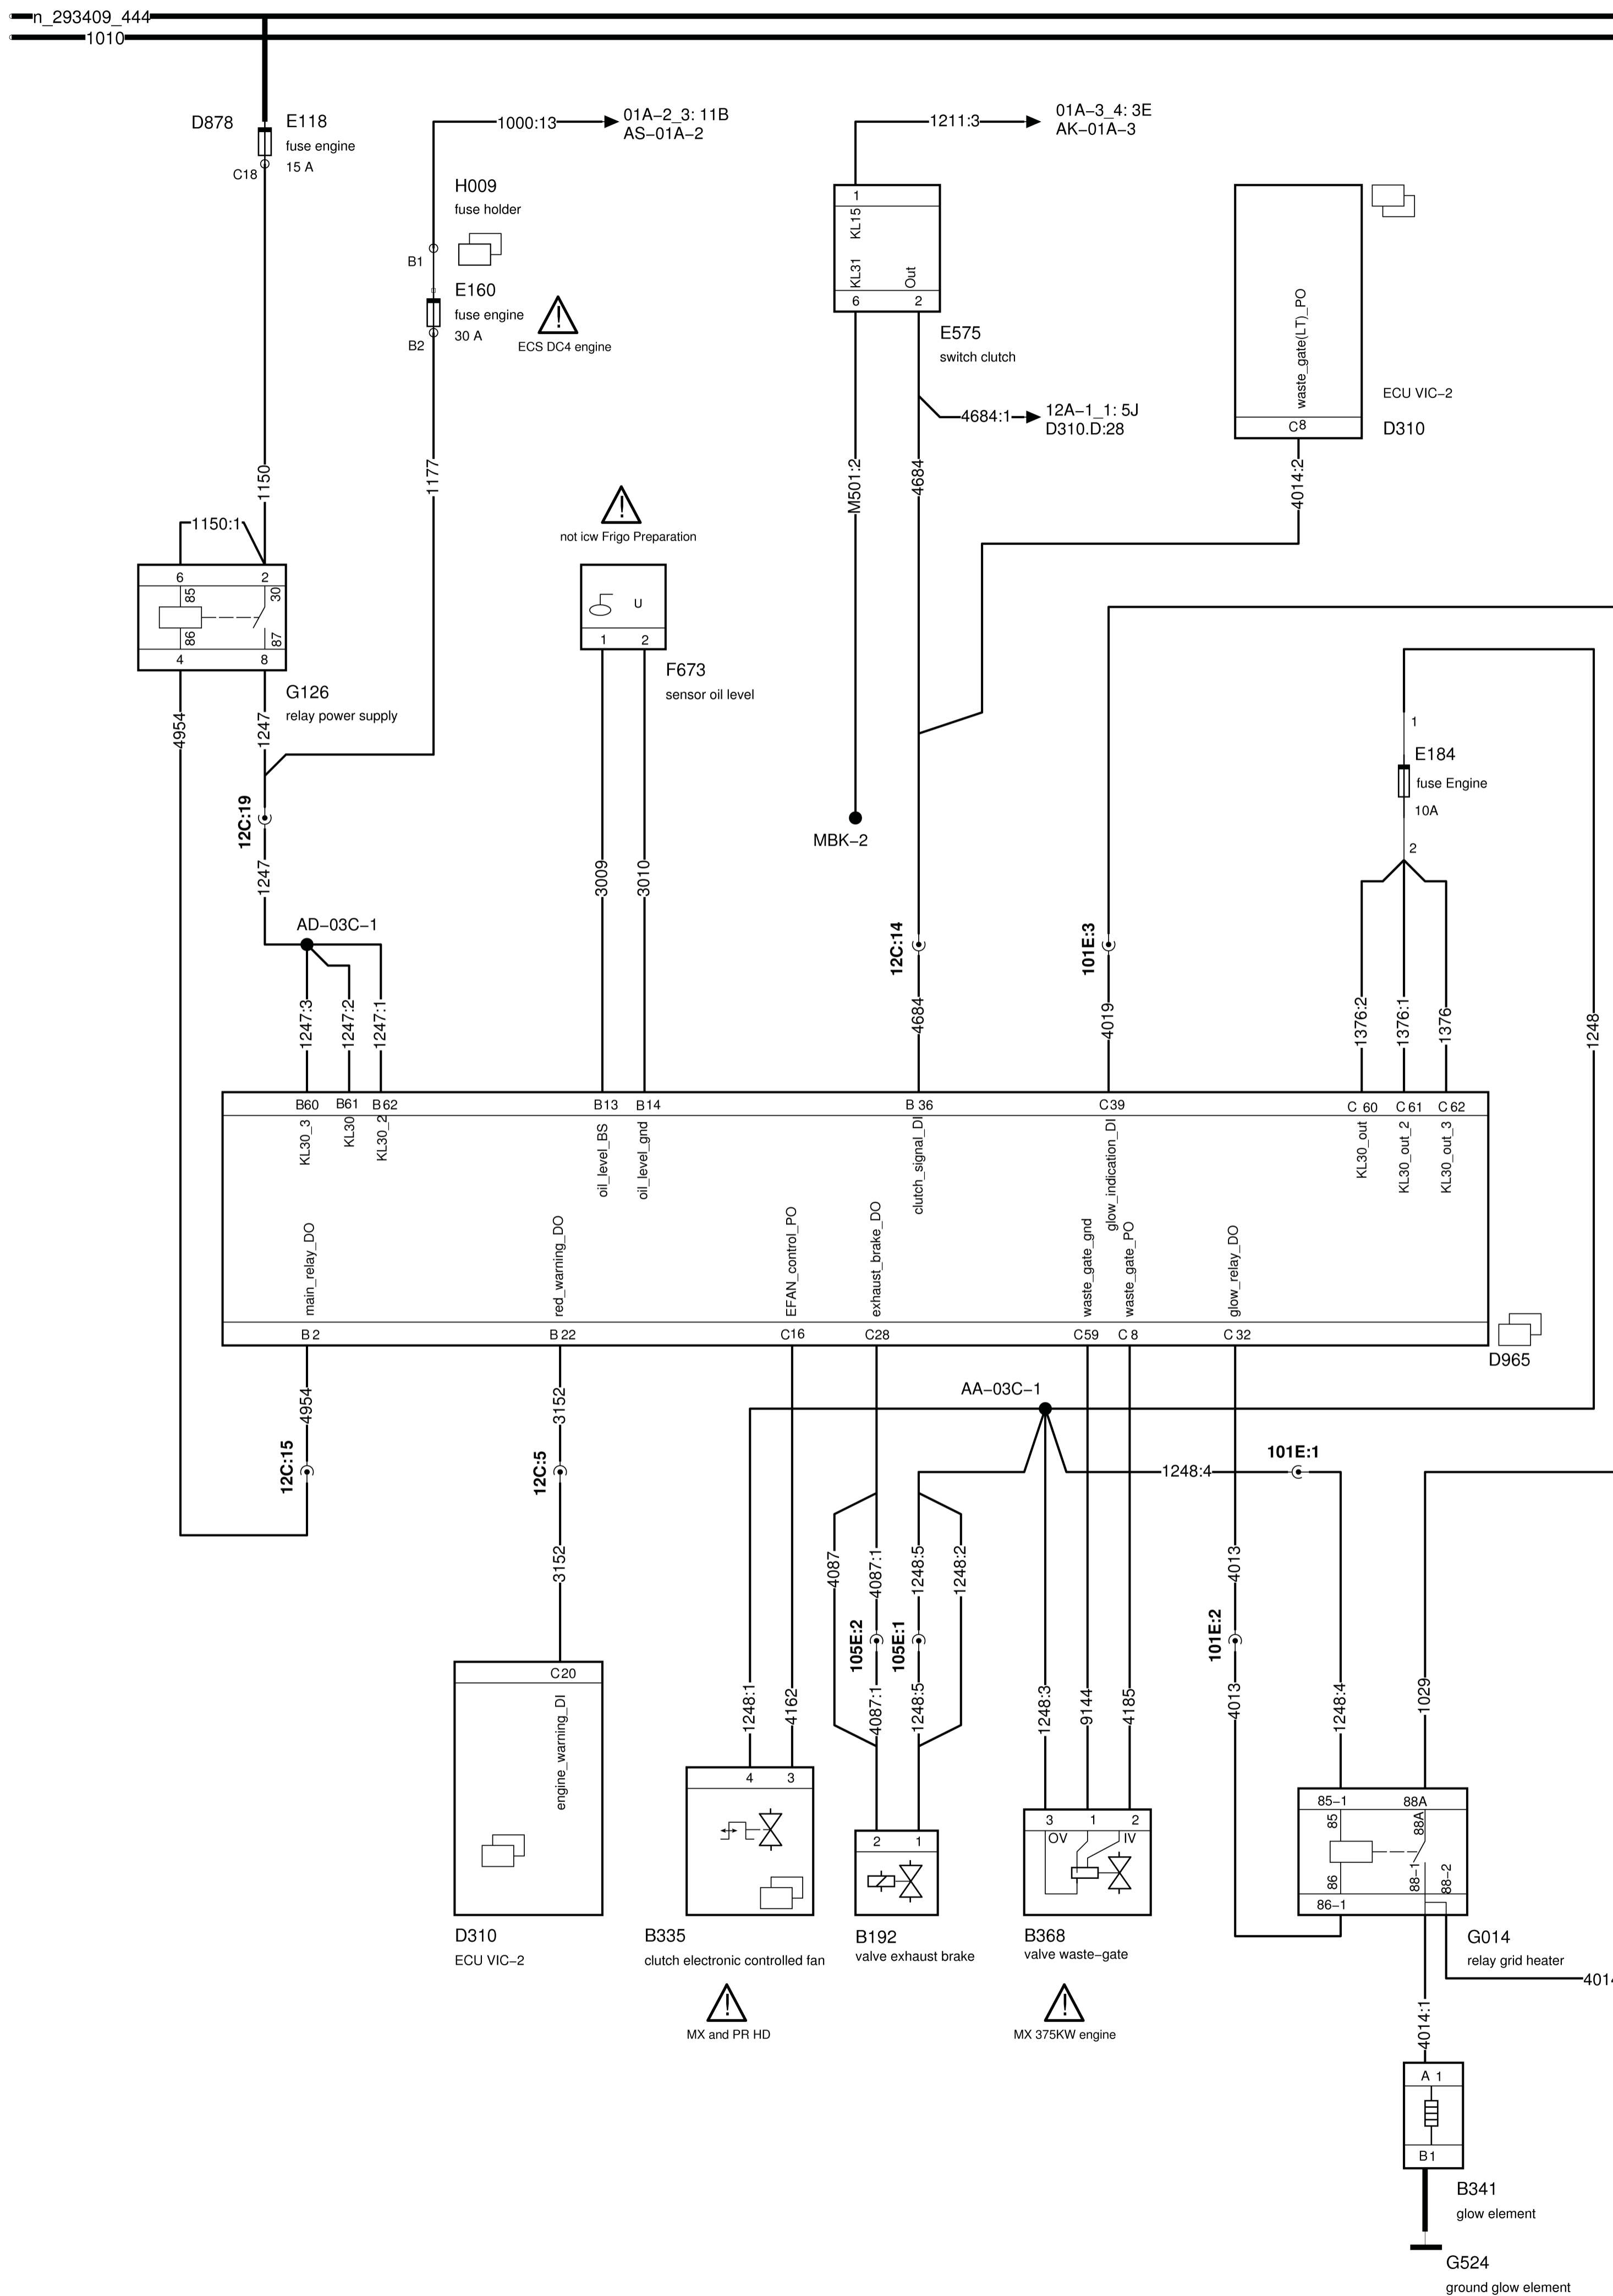 n_293409_444
1010
D878
E118
fuse engine
15 A
C18
1000:13
01A−2_3: 11B
AS−01A−2
1211:3
01A−3_4: 3E
AK−01A−3
H009
fuse holder
B1
E160
fuse engine
30 A
B2
ECS DC4 engine
1
KL15
KL31
Out
6
2
E575
switch clutch
waste_gate(LT)_PO
C8
ECU VIC−2
D310
4684:1
12A−1_1: 5J
D310.D:28
1150
1177
M501:2
4684
4014:2
1150:1
not icw Frigo Preparation
6
2
85
30
86
87
4
8
G126
relay power supply
U
1
2
F673
sensor oil level
4954
1247
1
E184
fuse Engine
10A
2
12C:19
MBK−2
1247
3009
3010
AD−03C−1
12C:14
101E:3
1247:3
1247:2
1247:1
4684
4019
1376:2
1376:1
1376
1248
B60
B61
B62
B13
B14
B 36
C39
C 60
C 61
C 62
KL30_3
KL30
KL30_2
oil_level_BS
oil_level_gnd
clutch_signal_DI
glow_indication_DI
KL30_out
KL30_out_2
KL30_out_3
main_relay_DO
red_warning_DO
EFAN_control_PO
exhaust_brake_DO
waste_gate_gnd
waste_gate_PO
glow_relay_DO
B 2
B 22
C16
C28
C59
C 8
C 32
D965
AA−03C−1
4954
3152
12C:15
12C:5
1248:4
101E:1
3152
4087
4087:1
1248:5
1248:2
4013
105E:2
105E:1
101E:2
C20
engine_warning_DI
1248:1
4162
4087:1
1248:5
1248:3
9144
4185
4013
1248:4
1029
4
3
2
1
3
1
2
OV
IV
85−1
88A
85
88A
86
88−1
88−2
86−1
D310
ECU VIC−2
B335
clutch electronic controlled fan
MX and PR HD
B192
valve exhaust brake
B368
valve waste−gate
MX 375KW engine
G014
relay grid heater
4014:1
A 1
B1
B341
glow element
G524
ground glow element